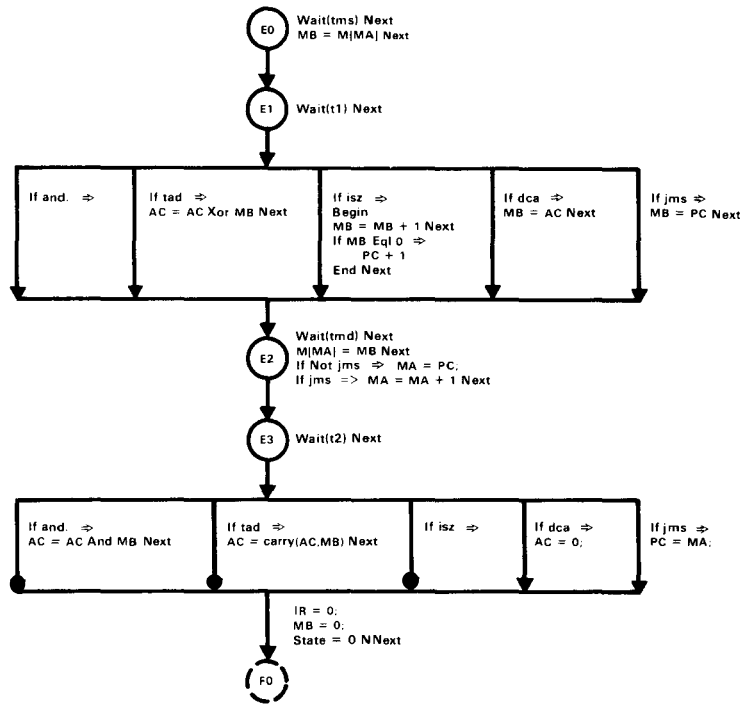 E0
Wait(tms) Next
MB = M|MA| Next
E1
Wait(t1) Next
If and. ⇒
If tad ⇒
AC = AC Xor MB Next
If isz ⇒
Begin
MB = MB + 1 Next
If MB Eql 0 ⇒
PC + 1
End Next
If dca ⇒
MB = AC Next
If jms ⇒
MB = PC Next
E2
Wait(tmd) Next
M|MA| = MB Next
If Not jms ⇒ MA = PC;
If jms => MA = MA + 1 Next
E3
Wait(t2) Next
If and. ⇒
AC = AC And MB Next
If tad ⇒
AC = carry(AC,MB) Next
If isz ⇒
If dca ⇒
AC = 0;
If jms ⇒
PC = MA;
IR = 0;
MB = 0;
State = 0 NNext
F0